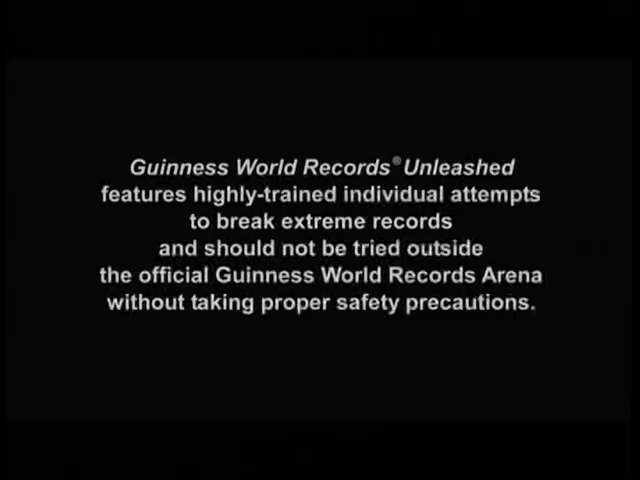 Guinness World Records® Unleashed
features highly-trained individual attempts
to break extreme records
and should not be tried outside
the official Guinness World Records Arena
without taking proper safety precautions.